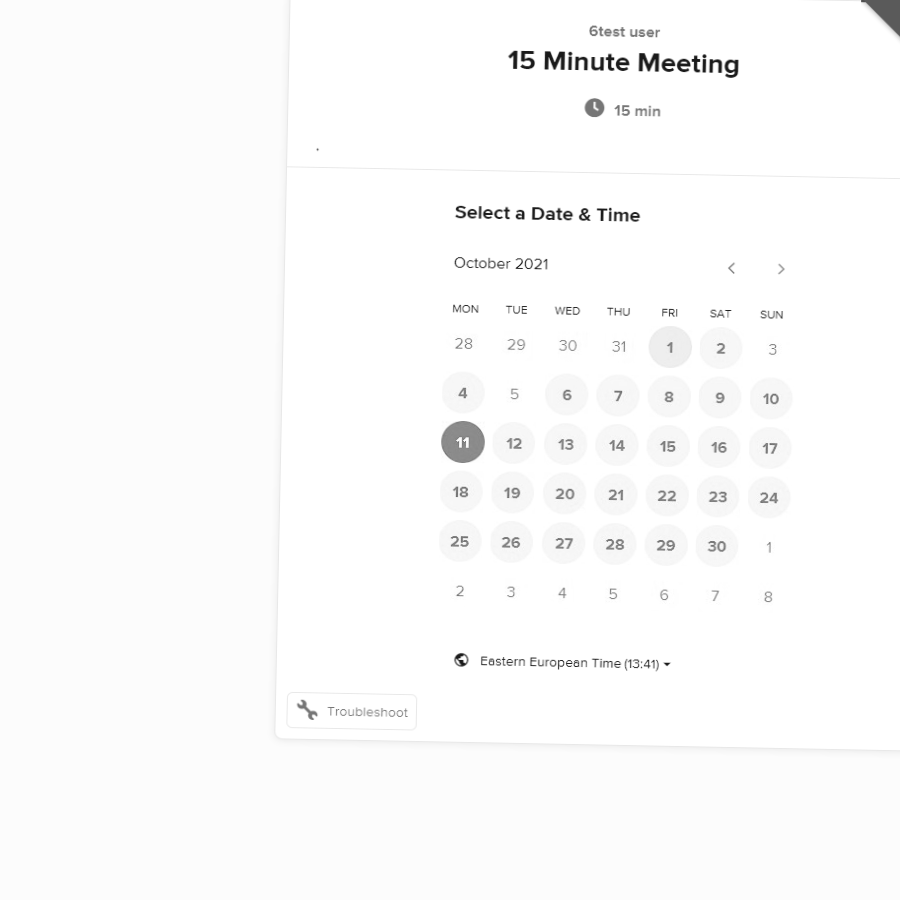 6test user
15 Minute Meeting
15 min
.
Select a Date & Time
October 2021
MON TUE WED THU FRI SAT SUN
28 29 30 31 1 2 3
4 5 6 7 8 9 10
11 12 13 14 15 16 17
18 19 20 21 22 23 24
25 26 27 28 29 30 1
2 3 4 5 6 7 8
Eastern European Time (13:41)
Troubleshoot